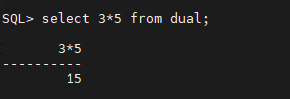 SQL> select 3*5 from dual;
3*5
----------
15